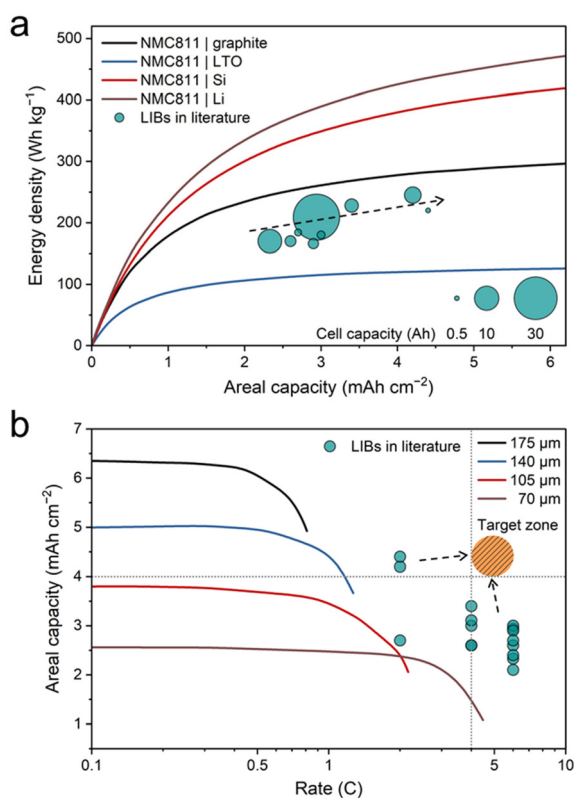 a
NMC811 | graphite
NMC811 | LTO
NMC811 | Si
NMC811 | Li
LIBs in literature
Energy density (Wh kg⁻¹)
500
400
300
200
100
0
Cell capacity (Ah) 0.5 10 30
0 1 2 3 4 5 6
Areal capacity (mAh cm⁻²)
b
LIBs in literature
175 µm
140 µm
105 µm
70 µm
Target zone
Areal capacity (mAh cm⁻²)
7
6
5
4
3
2
1
0.1 0.5 1 5 10
Rate (C)